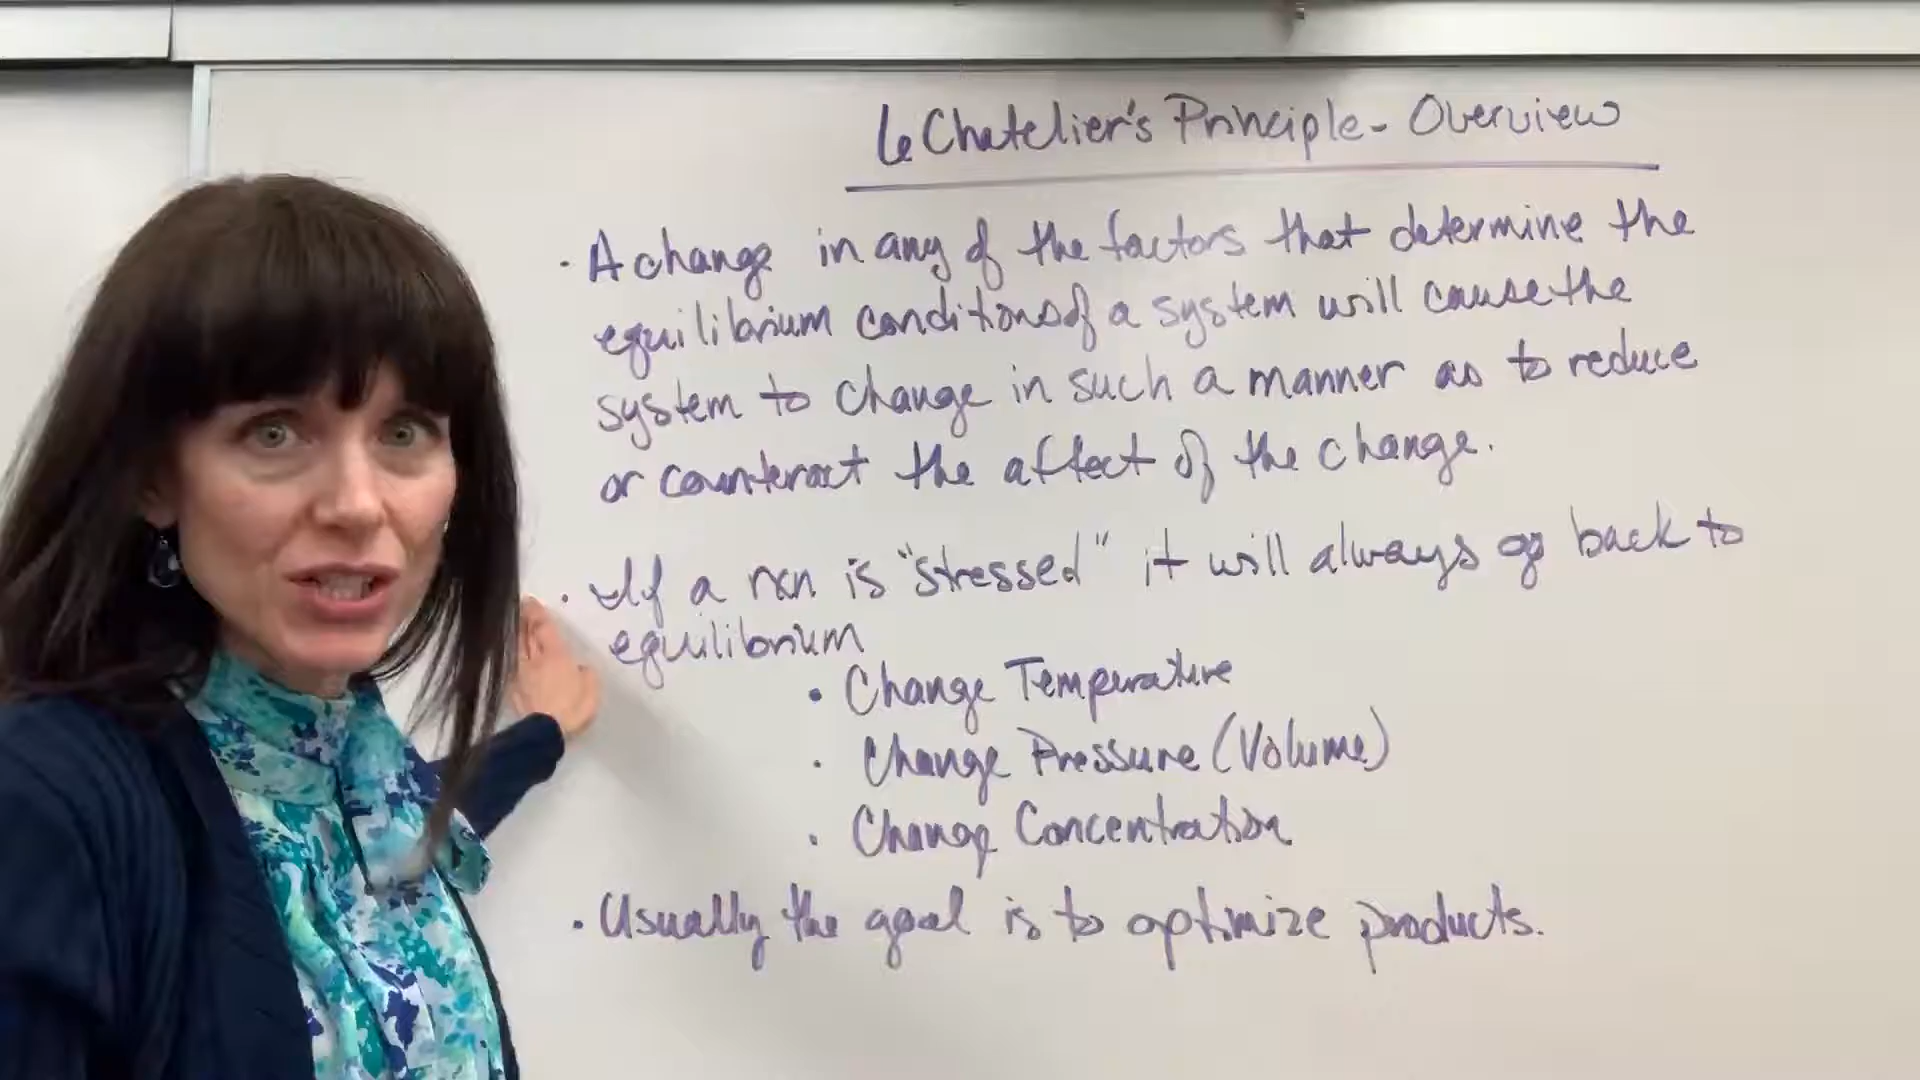 Le Chatelier's Principle - Overview
· A change in any of the factors that determine the
equilibrium conditions of a system will cause the
system to change in such a manner as to reduce
or counteract the affect of the change.
· If a rxn is "stressed" it will always go back to
equilibrium
· Change Temperature
· Change Pressure (Volume)
· Change Concentration
· Usually the goal is to optimize products.